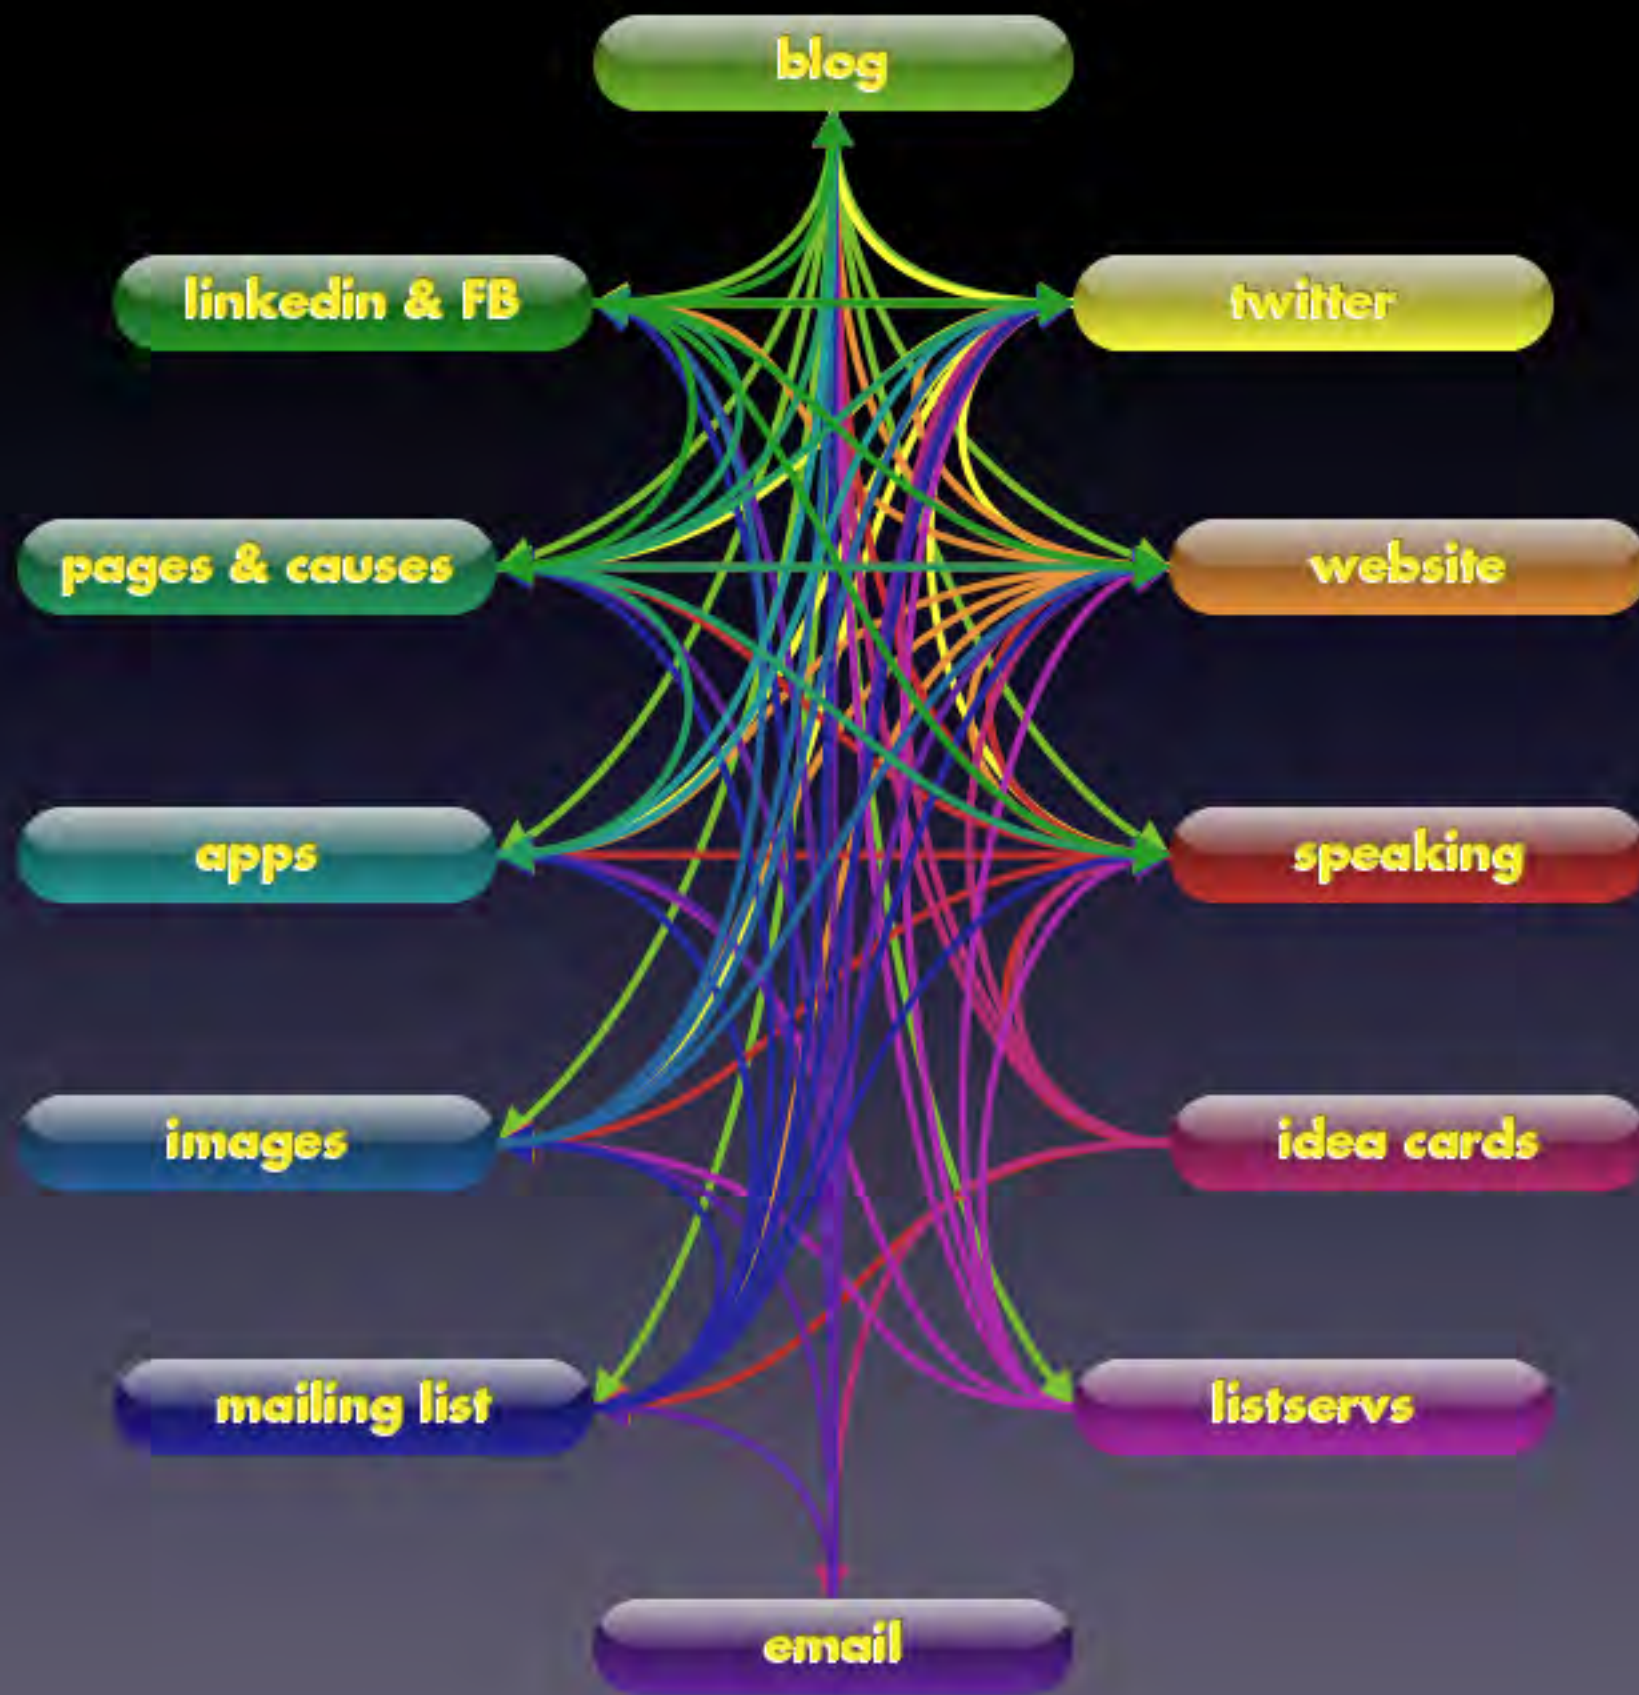 blog
linkedin & FB
twitter
pages & causes
website
apps
speaking
images
idea cards
mailing list
listservs
email